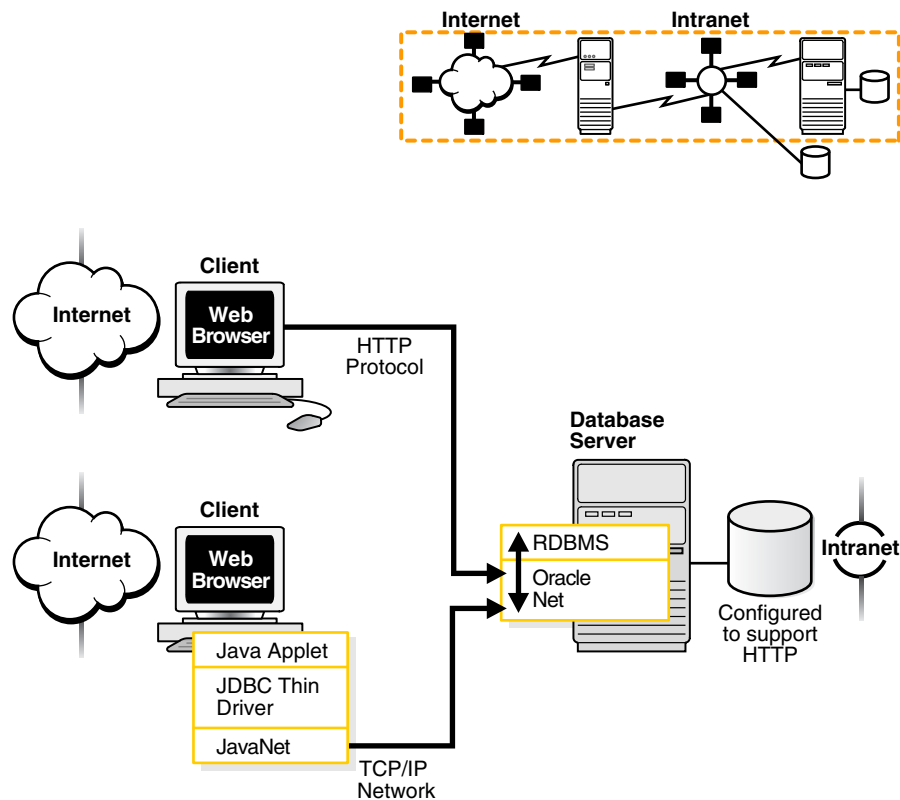 Internet
Intranet
Client
Internet
Web
Browser
HTTP
Protocol
Database
Server
Client
Internet
Web
Browser
RDBMS
Oracle
Net
Intranet
Configured
to support
HTTP
Java Applet
JDBC Thin
Driver
JavaNet
TCP/IP
Network